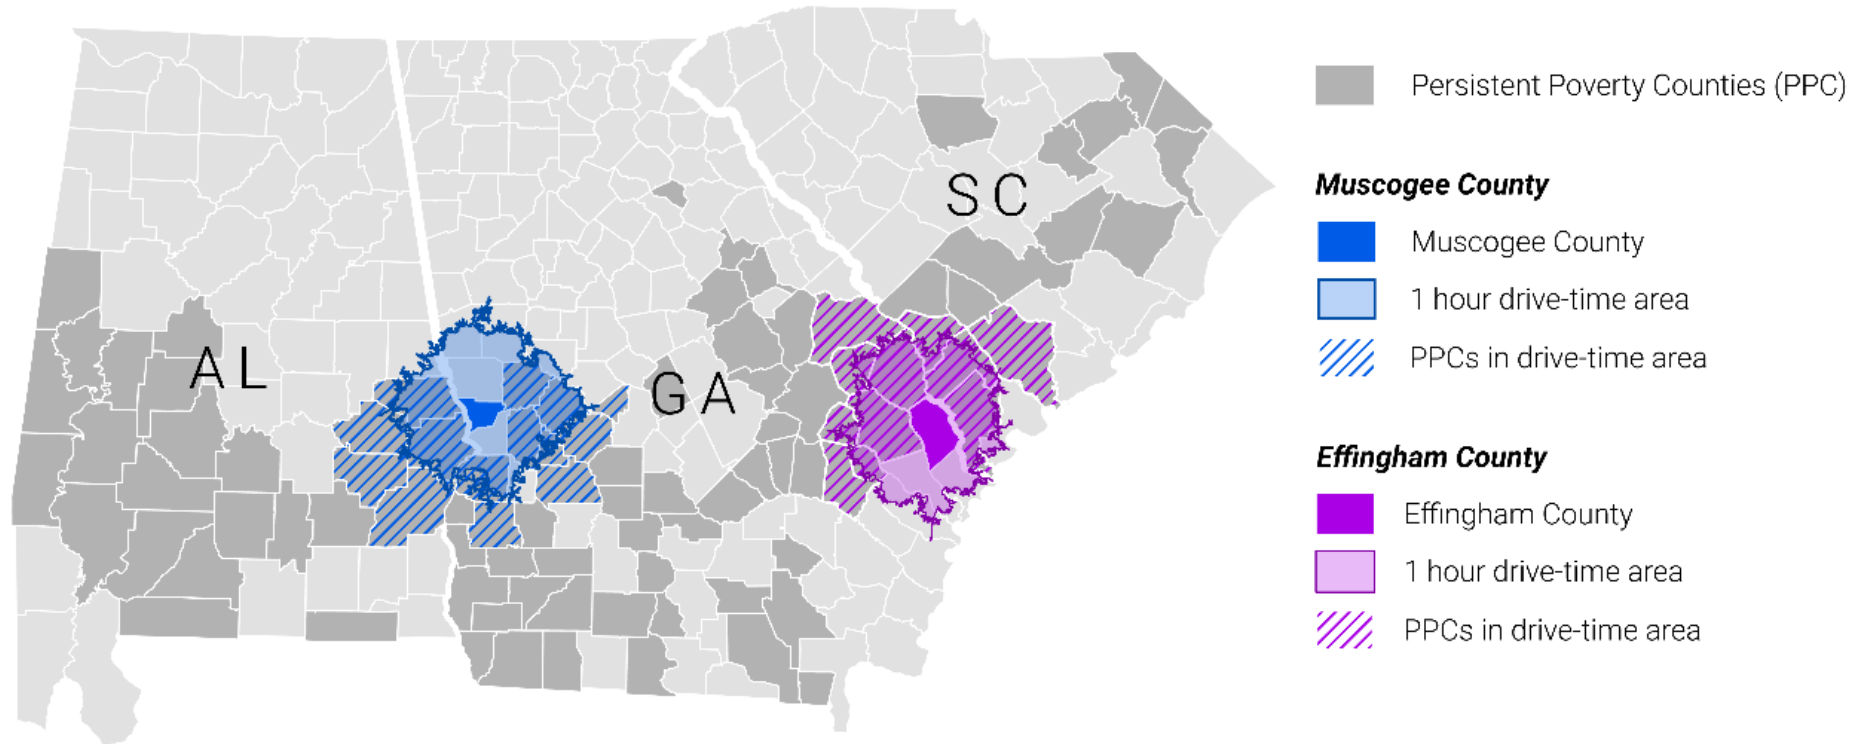 AL
GA
SC
Persistent Poverty Counties (PPC)
Muscogee County
Muscogee County
1 hour drive-time area
PPCs in drive-time area
Effingham County
Effingham County
1 hour drive-time area
PPCs in drive-time area